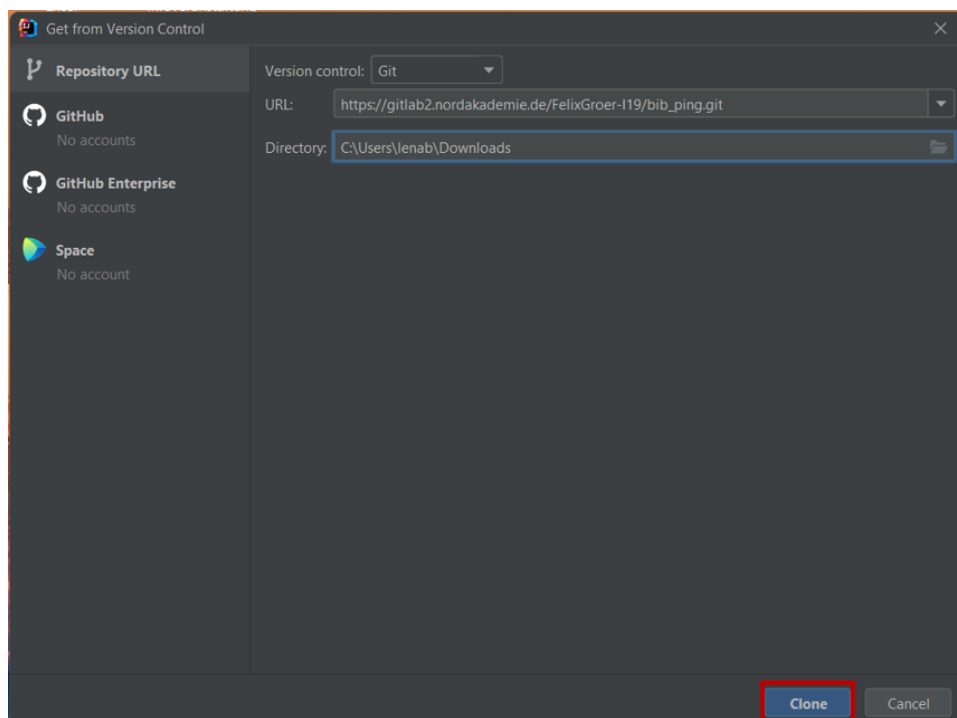 Get from Version Control
Repository URL
GitHub
No accounts
GitHub Enterprise
No accounts
Space
No account
Version control: Git
URL: https://gitlab2.nordakademie.de/FelixGroer-I19/bib_ping.git
Directory: C:\Users\lenab\Downloads
Clone Cancel